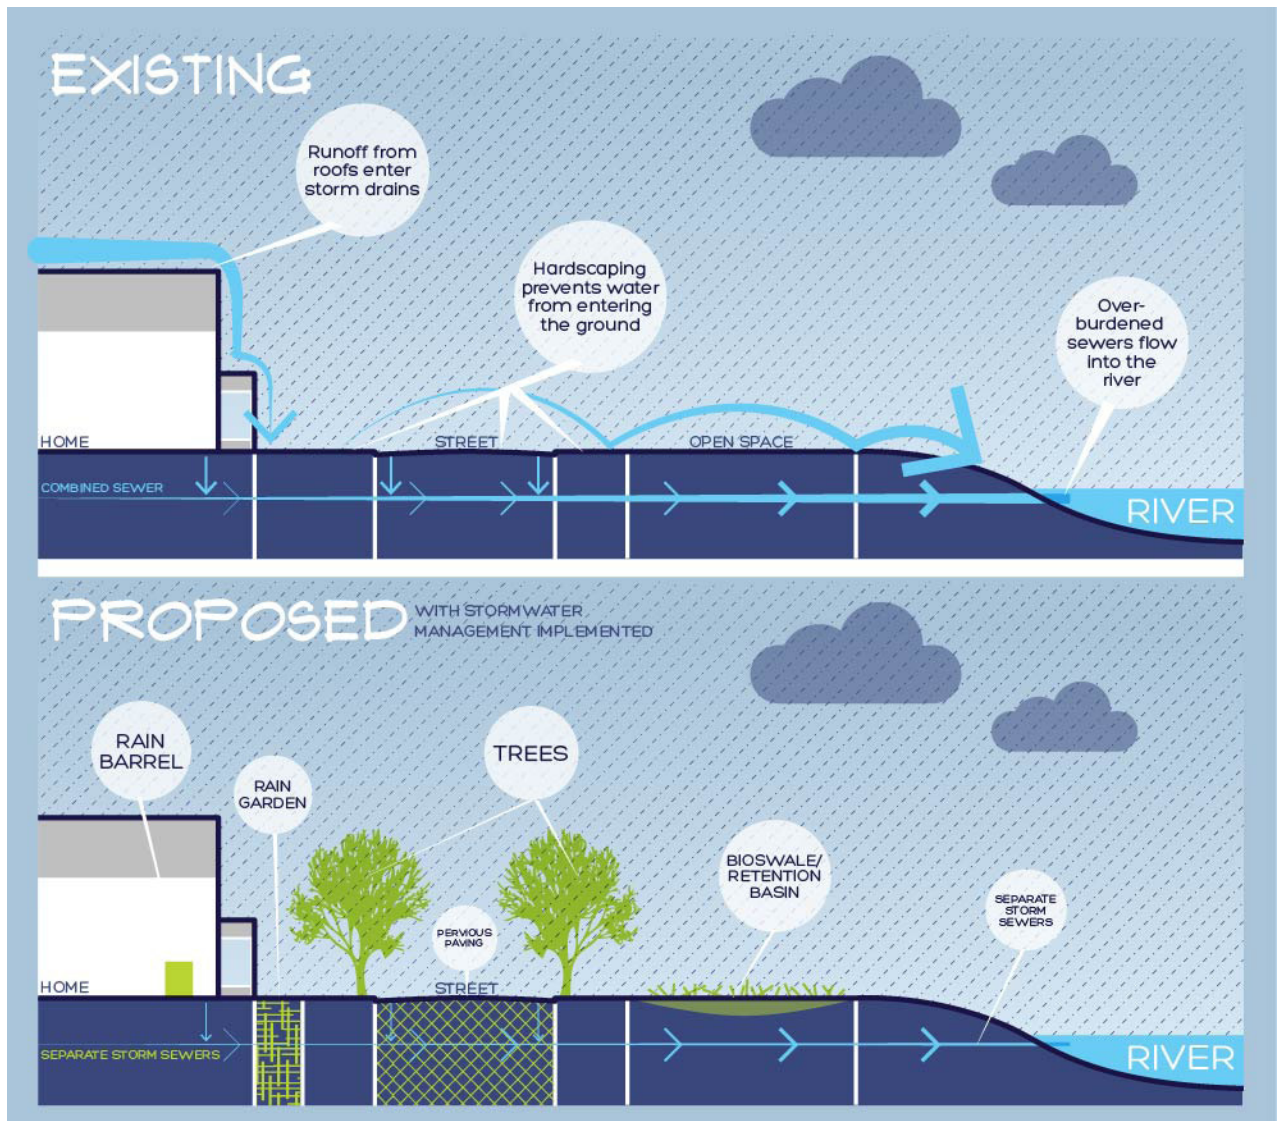 EXISTING
Runoff from
roofs enter
storm drains
Hardscaping
prevents water
from entering
the ground
Over-
burdened
sewers flow
into the
river
HOME
STREET
OPEN SPACE
COMBINED SEWER
RIVER
PROPOSED
WITH STORMWATER
MANAGEMENT IMPLEMENTED
RAIN
BARREL
RAIN
GARDEN
TREES
PERVIOUS
PAVING
BIOSWALE/
RETENTION
BASIN
SEPARATE
STORM
SEWERS
HOME
STREET
SEPARATE STORM SEWERS
RIVER